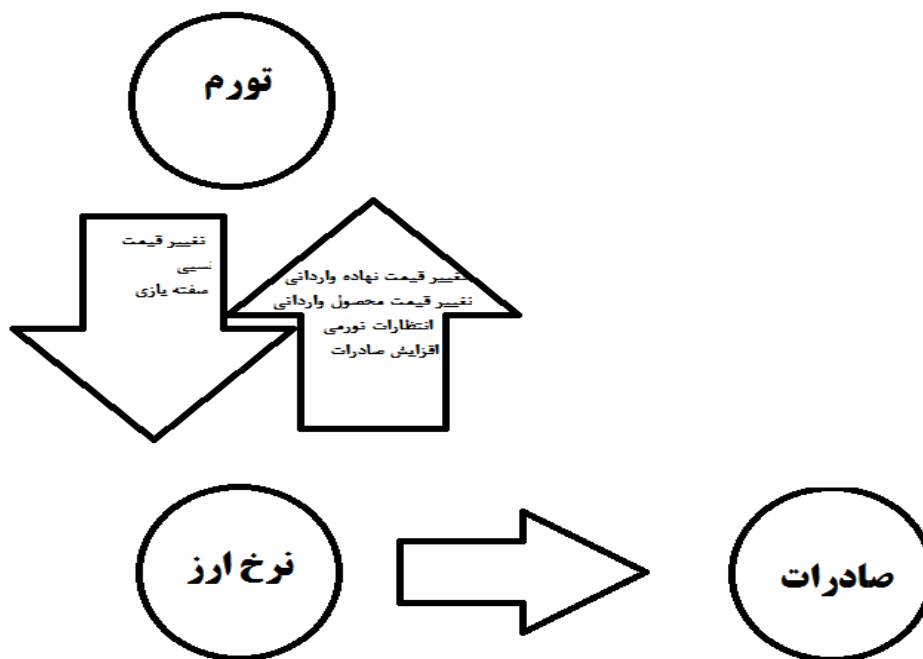 تورم
تغییر قیمت
نسبی
سفته بازی
تغییر قیمت نهاده وارداتی
تغییر قیمت محصول وارداتی
انتظارات تورمی
افزایش صادرات
نرخ ارز
صادرات